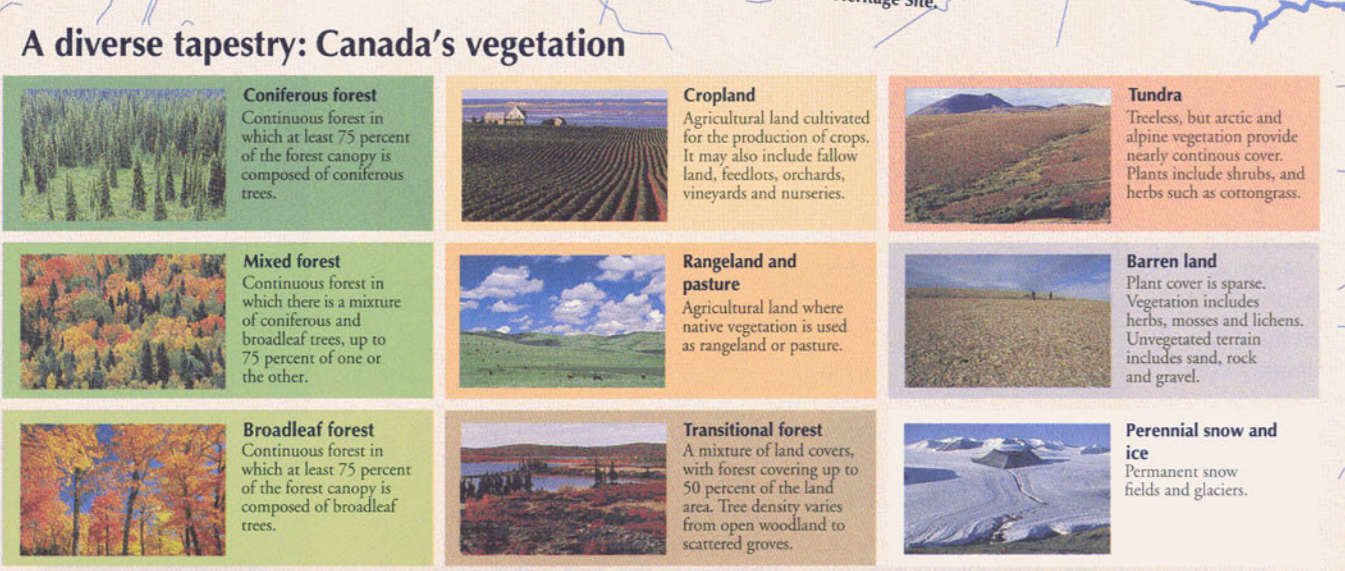 Heritage Site.
A diverse tapestry: Canada's vegetation
Coniferous forest
Continuous forest in
which at least 75 percent
of the forest canopy is
composed of coniferous
trees.
Cropland
Agricultural land cultivated
for the production of crops.
It may also include fallow
land, feedlots, orchards,
vineyards and nurseries.
Tundra
Treeless, but arctic and
alpine vegetation provide
nearly continous cover.
Plants include shrubs, and
herbs such as cottongrass.
Mixed forest
Continuous forest in
which there is a mixture
of coniferous and
broadleaf trees, up to
75 percent of one or
the other.
Rangeland and
pasture
Agricultural land where
native vegetation is used
as rangeland or pasture.
Barren land
Plant cover is sparse.
Vegetation includes
herbs, mosses and lichens.
Unvegetated terrain
includes sand, rock
and gravel.
Broadleaf forest
Continuous forest in
which at least 75 percent
of the forest canopy is
composed of broadleaf
trees.
Transitional forest
A mixture of land covers,
with forest covering up to
50 percent of the land
area. Tree density varies
from open woodland to
scattered groves.
Perennial snow and
ice
Permanent snow
fields and glaciers.